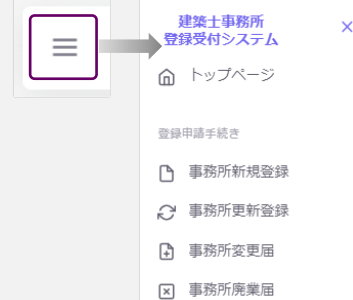 建築士事務所
登録受付システム
トップページ
登録申請手続き
事務所新規登録
事務所更新登録
事務所変更届
事務所廃業届